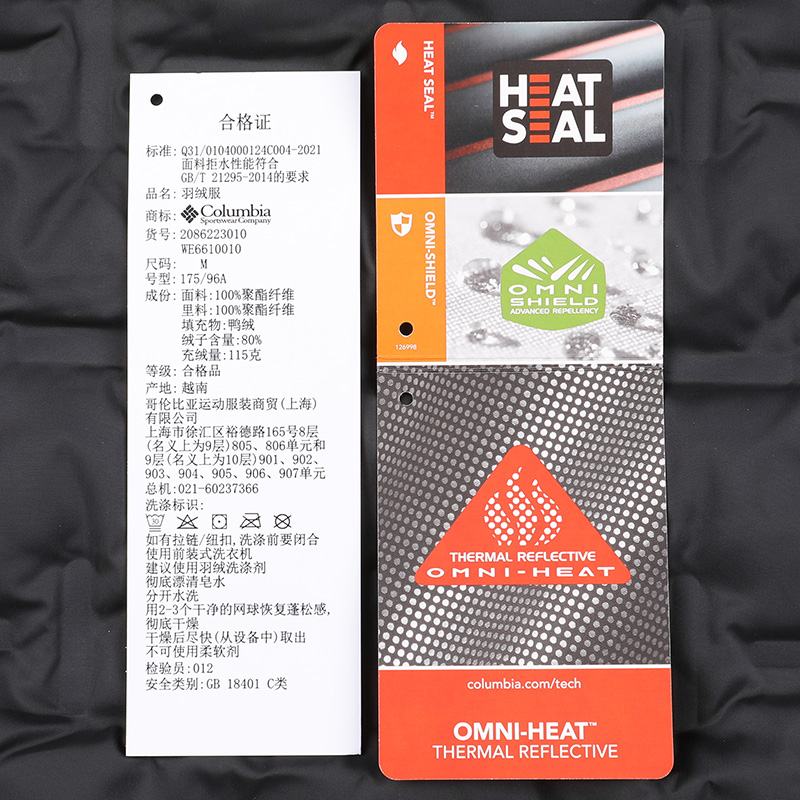 合格证
标准: Q31/0104000124C004-2021
面料拒水性能符合
GB/T 21295-2014的要求
品名: 羽绒服
商标: Columbia
Sportswear Company
货号: 2086223010
WE6610010
尺码: M
号型: 175/96A
成份: 面料:100%聚酯纤维
里料:100%聚酯纤维
填充物:鸭绒
绒子含量:80%
充绒量:115克
等级: 合格品
产地: 越南
哥伦比亚运动服装商贸(上海)
有限公司
上海市徐汇区裕德路165号8层
(名义上为9层)805、806单元和
9层(名义上为10层)901、902、
903、904、905、906、907单元
总机:021-60237366
洗涤标识:
30
如有拉链/纽扣,洗涤前要闭合
使用前装式洗衣机
建议使用羽绒洗涤剂
彻底漂清皂水
分开水洗
用2-3个干净的网球恢复蓬松感,
彻底干燥
干燥后尽快(从设备中)取出
不可使用柔软剂
检验员:012
安全类别:GB 18401 C类
HEAT SEAL™
HEAT
SEAL
OMNI-SHIELD™
OMNI
SHIELD
ADVANCED REPELLENCY
126998
THERMAL REFLECTIVE
OMNI-HEAT
columbia.com/tech
OMNI-HEAT™
THERMAL REFLECTIVE